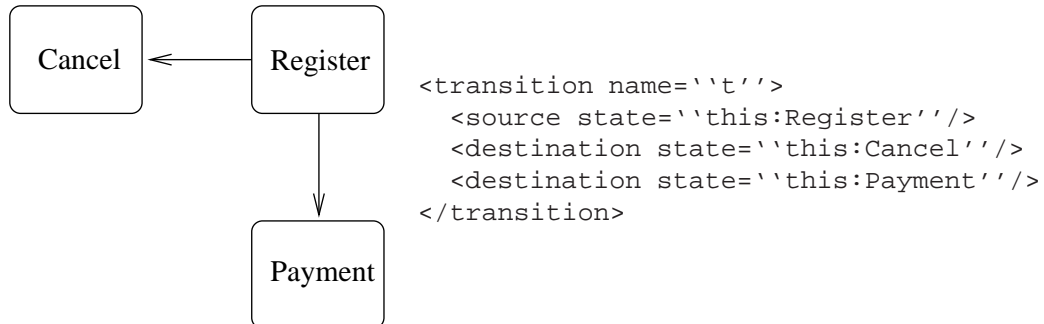 Cancel
Register
Payment
<transition name=``t''>
<source state=``this:Register''/>
<destination state=``this:Cancel''/>
<destination state=``this:Payment''/>
</transition>